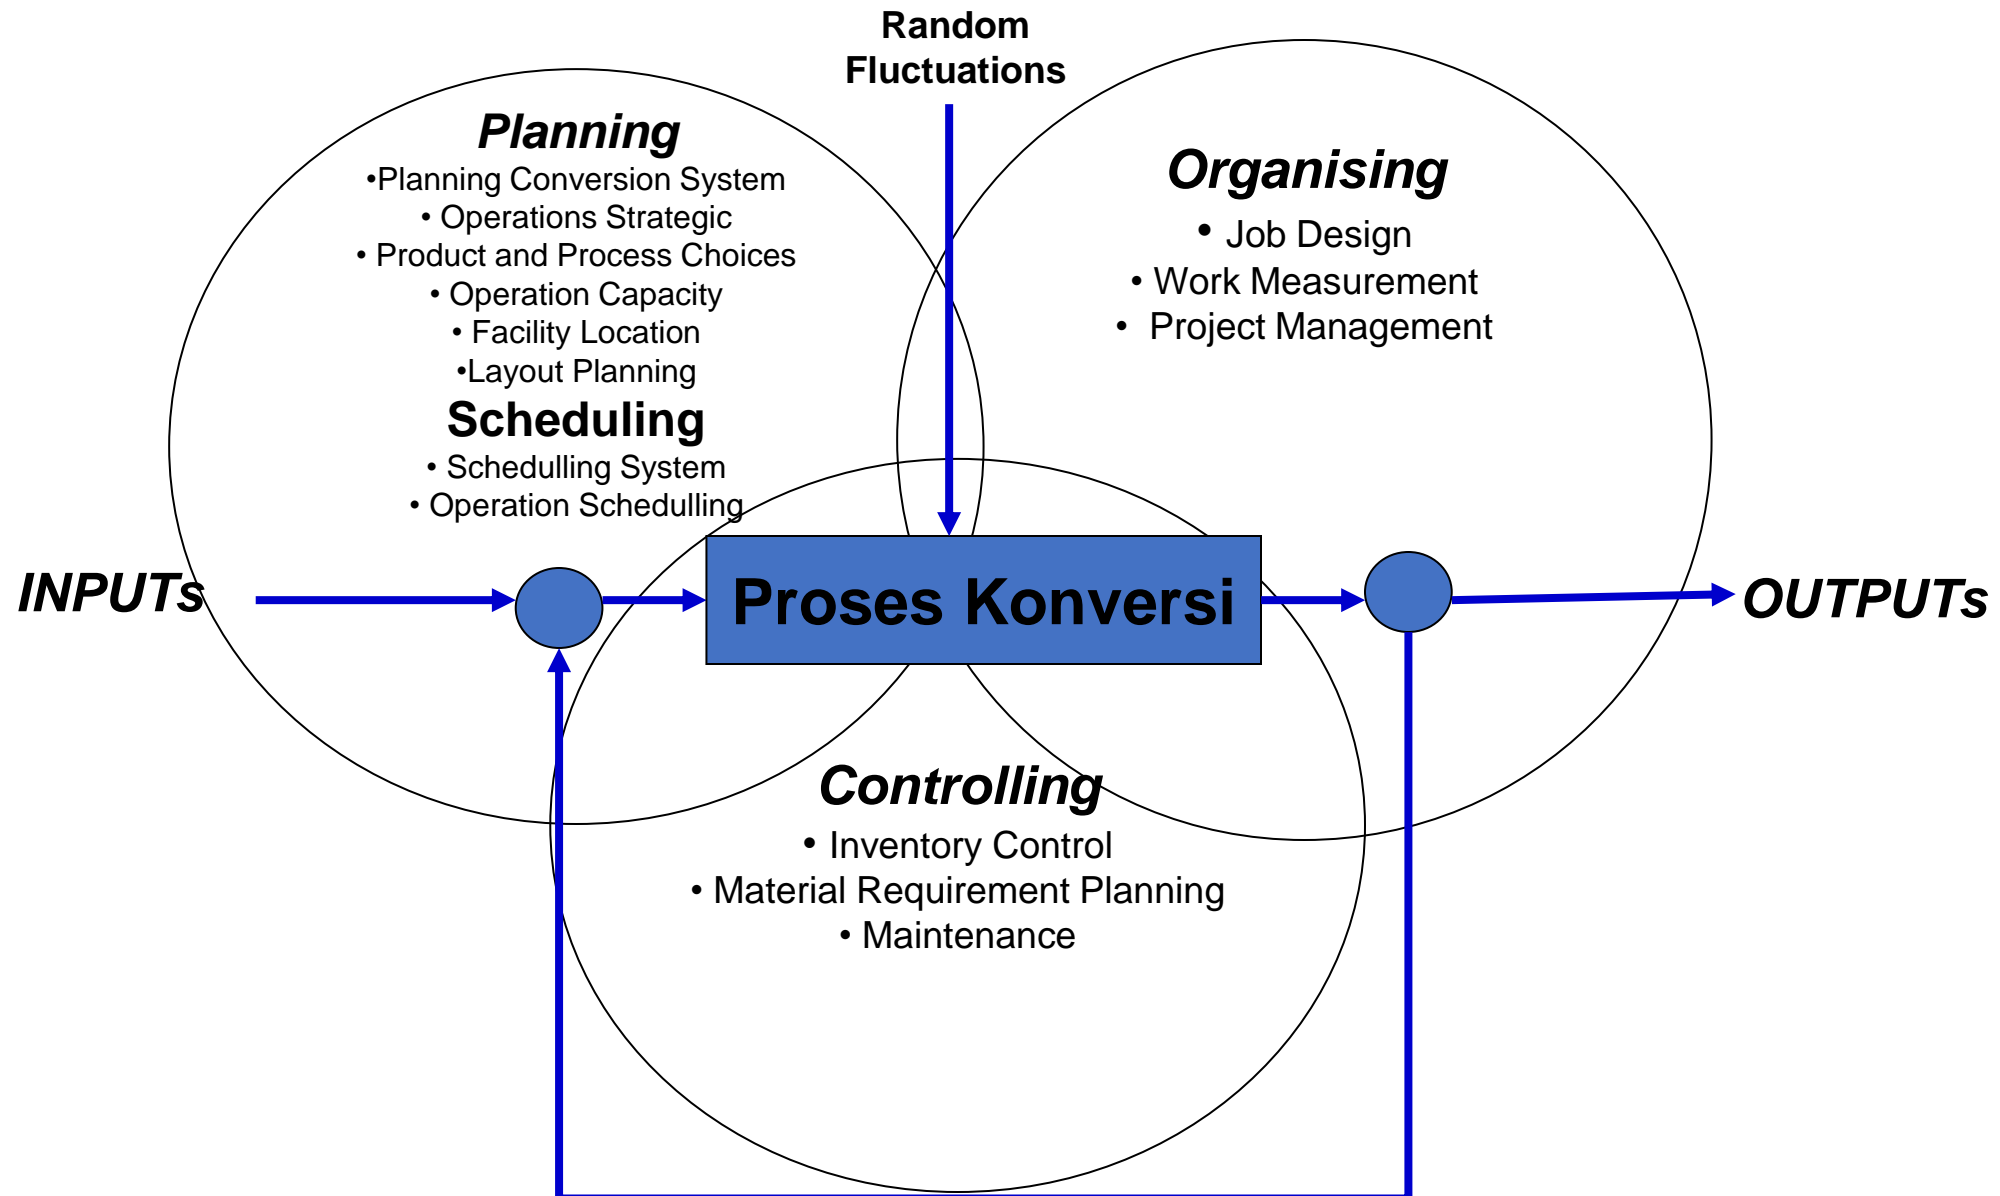 Random
Fluctuations
Planning
•Planning Conversion System
• Operations Strategic
• Product and Process Choices
• Operation Capacity
• Facility Location
•Layout Planning
Scheduling
• Schedulling System
• Operation Schedulling
Organising
• Job Design
• Work Measurement
• Project Management
INPUTs
Proses Konversi
OUTPUTs
Controlling
• Inventory Control
• Material Requirement Planning
• Maintenance